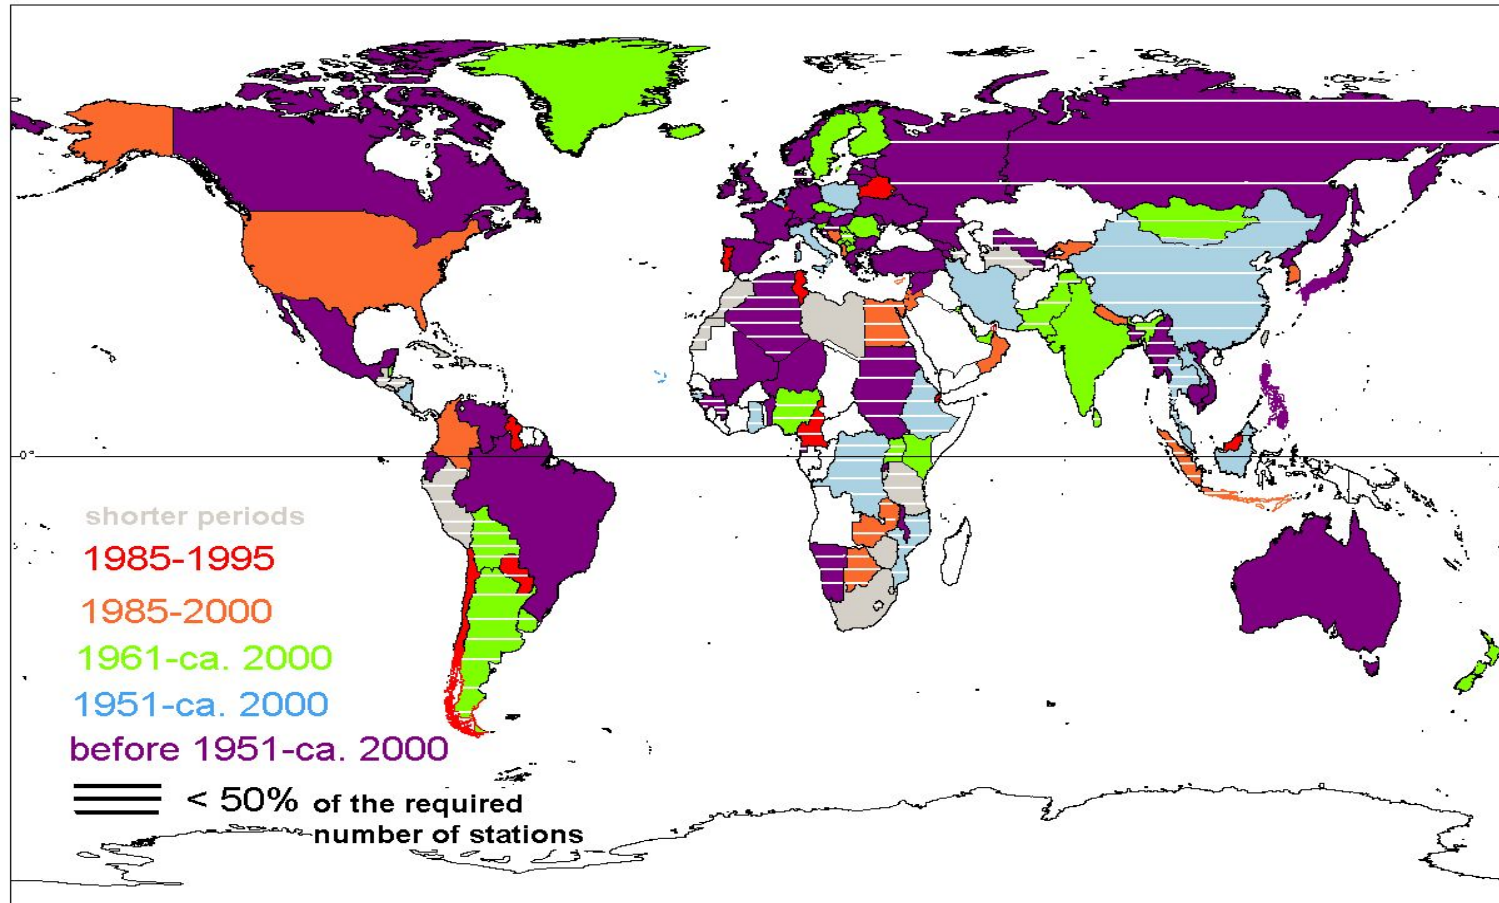 0°
shorter periods
1985-1995
1985-2000
1961-ca. 2000
1951-ca. 2000
before 1951-ca. 2000
< 50% of the required
number of stations